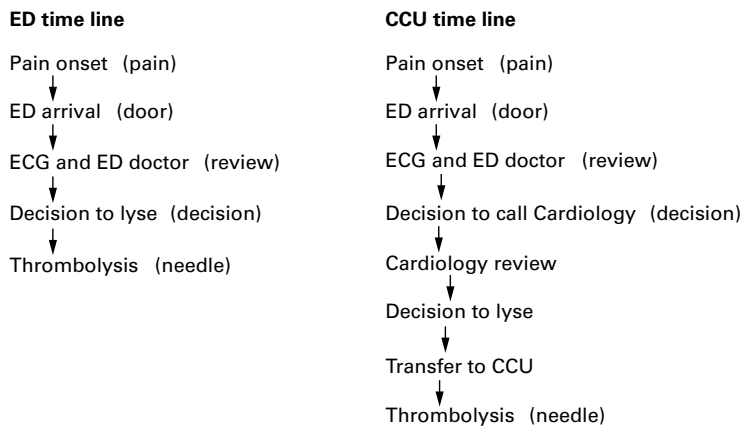 ED time line
Pain onset (pain)
ED arrival (door)
ECG and ED doctor (review)
Decision to lyse (decision)
Thrombolysis (needle)
CCU time line
Pain onset (pain)
ED arrival (door)
ECG and ED doctor (review)
Decision to call Cardiology (decision)
Cardiology review
Decision to lyse
Transfer to CCU
Thrombolysis (needle)